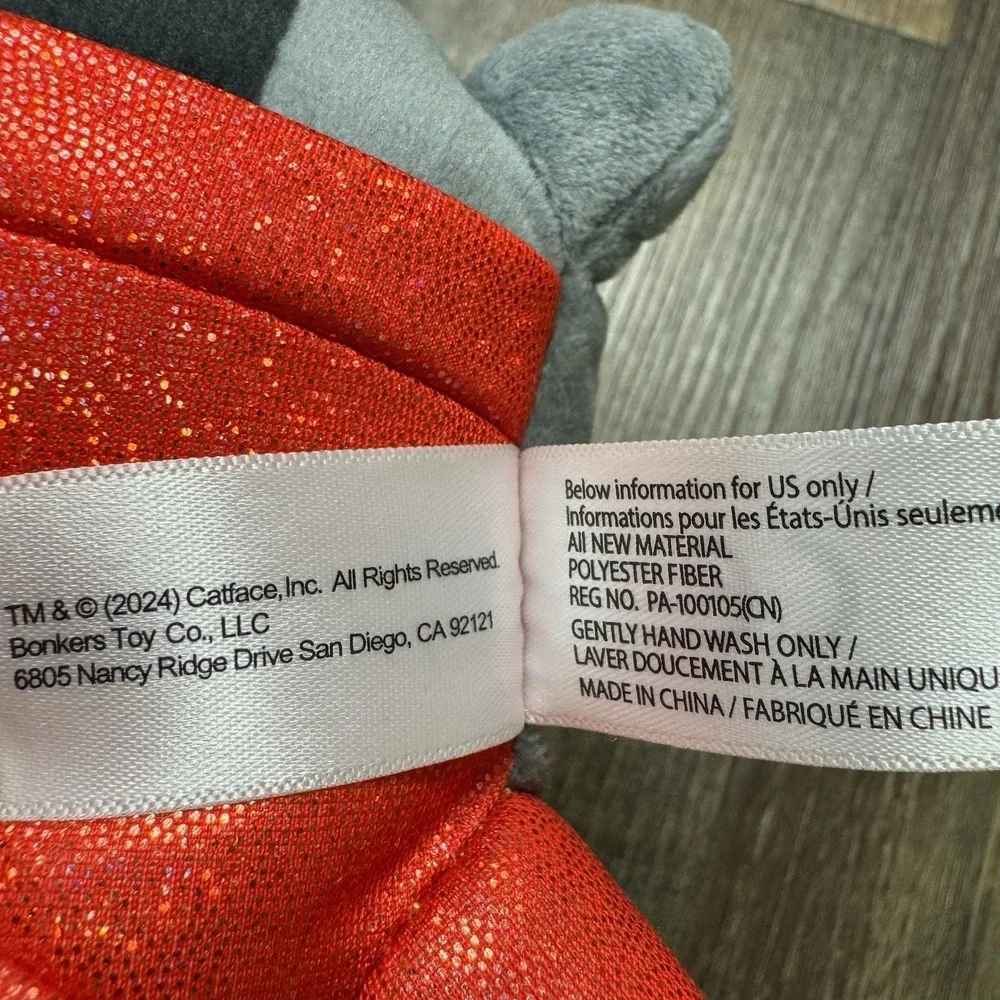 TM & © (2024) Catface, Inc. All Rights Reserved.
Bonkers Toy Co., LLC
6805 Nancy Ridge Drive San Diego, CA 92121
Below information for US only /
Informations pour les États-Únis seulem
All NEW MATERIAL
POLYESTER FIBER
REG NO. PA-100105(CN)
GENTLY HAND WASH ONLY /
LAVER DOUCEMENT À LA MAIN UNIQU
MADE IN CHINA / FABRIQUÉ EN CHINE